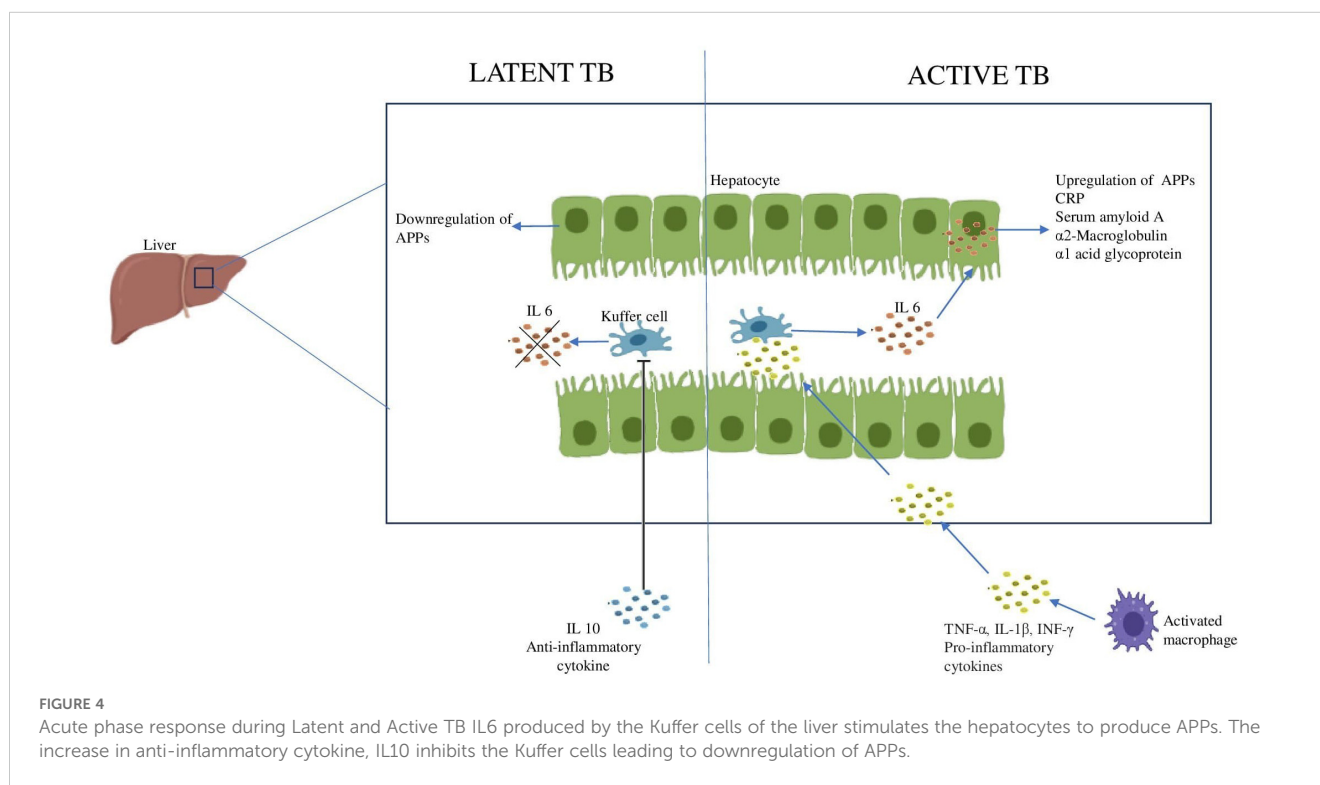 LATENT TB
ACTIVE TB
Liver
Hepatocyte
Downregulation of
APPs
Upregulation of APPs
CRP
Serum amyloid A
α2-Macroglobulin
α1 acid glycoprotein
IL 6
Kuffer cell
IL 6
IL 10
Anti-inflammatory
cytokine
TNF-α, IL-1β, INF-γ
Pro-inflammatory
cytokines
Activated
macrophage
FIGURE 4
Acute phase response during Latent and Active TB IL6 produced by the Kuffer cells of the liver stimulates the hepatocytes to produce APPs. The
increase in anti-inflammatory cytokine, IL10 inhibits the Kuffer cells leading to downregulation of APPs.